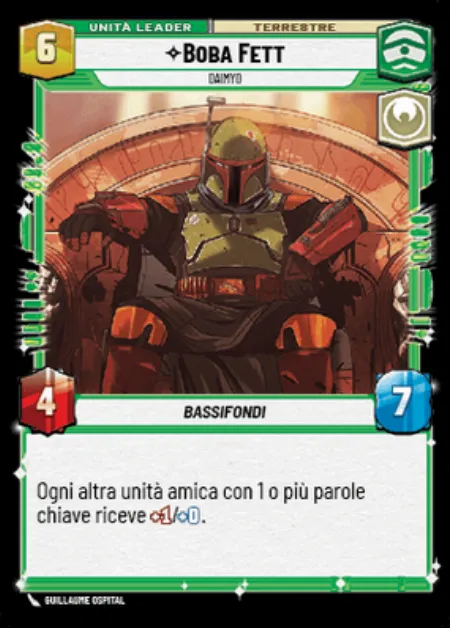 UNITÀ LEADER TERRESTRE
6
BOBA FETT
DAIMYO
4
BASSIFONDI
7
Ogni altra unità amica con 1 o più parole
chiave riceve +1/+0.
GUILLAUME OSPITAL